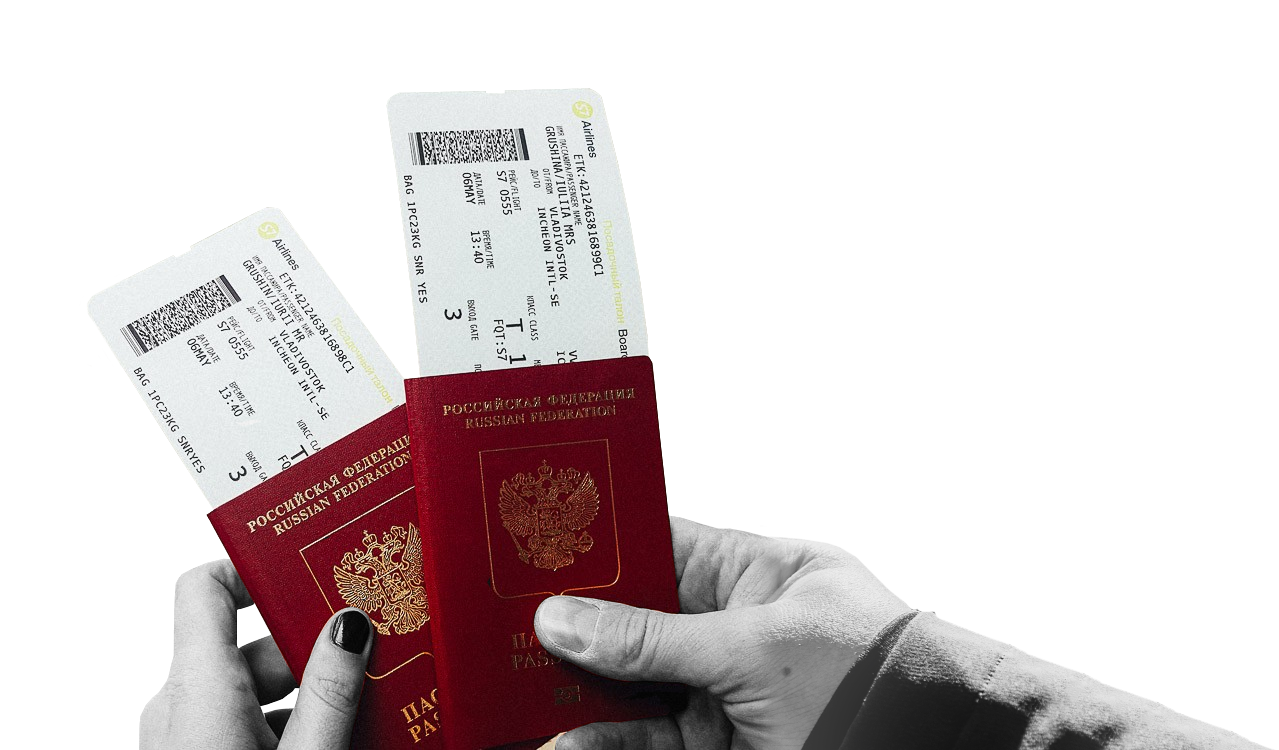 S7 Airlines
ETK:4212463816898C1
ИМЯ ПАССАЖИРА/PASSENGER NAME
GRUSHIN/IURII MR
ОТ/FROM VLADIVOSTOK
ДО/TO INCHEON INTL-SE
РЕЙС/FLIGHT
S7 0555
ДАТА/DATE
06MAY
ВРЕМЯ/TIME
13:40
КЛАСС
T
ВЫХОД
3
BAG 1PC23KG SNRYES
Посадочный талон
РОССИЙСКАЯ ФЕДЕРАЦИ
RUSSIAN FEDERATION
S7 Airlines
ETK:4212463816899C1
ИМЯ ПАССАЖИРА/PASSENGER NAME
GRUSHINA/IULIIA MRS
ОТ/FROM VLADIVOSTOK
ДО/TO INCHEON INTL-SE
РЕЙС/FLIGHT
S7 0555
ДАТА/DATE
06MAY
ВРЕМЯ/TIME
13:40
КЛАСС CLASS
T
FQT:S7
ВЫХОД GATE
3
BAG 1PC23KG SNR YES
Посадочный талон Board
РОССИЙСКАЯ ФЕДЕРАЦИЯ
RUSSIAN FEDERATION